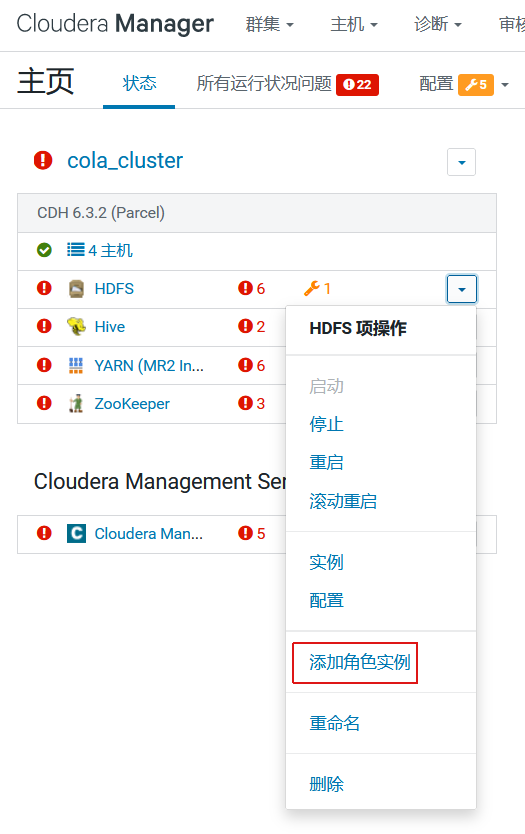 Cloudera Manager 群集 主机 诊断 审核
主页 状态 所有运行状况问题 22 配置 5
cola_cluster
CDH 6.3.2 (Parcel)
4 主机
HDFS 6 1
Hive 2
YARN (MR2 In... 6
ZooKeeper 3
HDFS 项操作
启动
停止
重启
滚动重启
实例
配置
添加角色实例
重命名
删除
Cloudera Management Ser
C Cloudera Man... 5